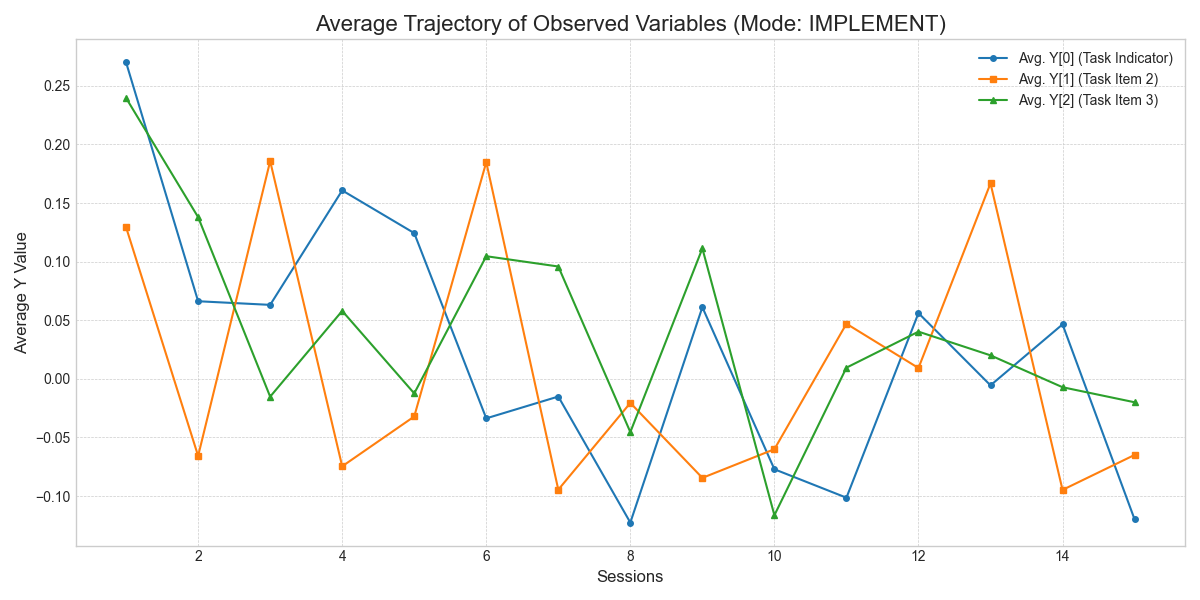 Average Trajectory of Observed Variables (Mode: IMPLEMENT)
Avg. Y[0] (Task Indicator)
Avg. Y[1] (Task Item 2)
Avg. Y[2] (Task Item 3)
Average Y Value
0.25
0.20
0.15
0.10
0.05
0.00
−0.05
−0.10
2 4 6 8 10 12 14
Sessions